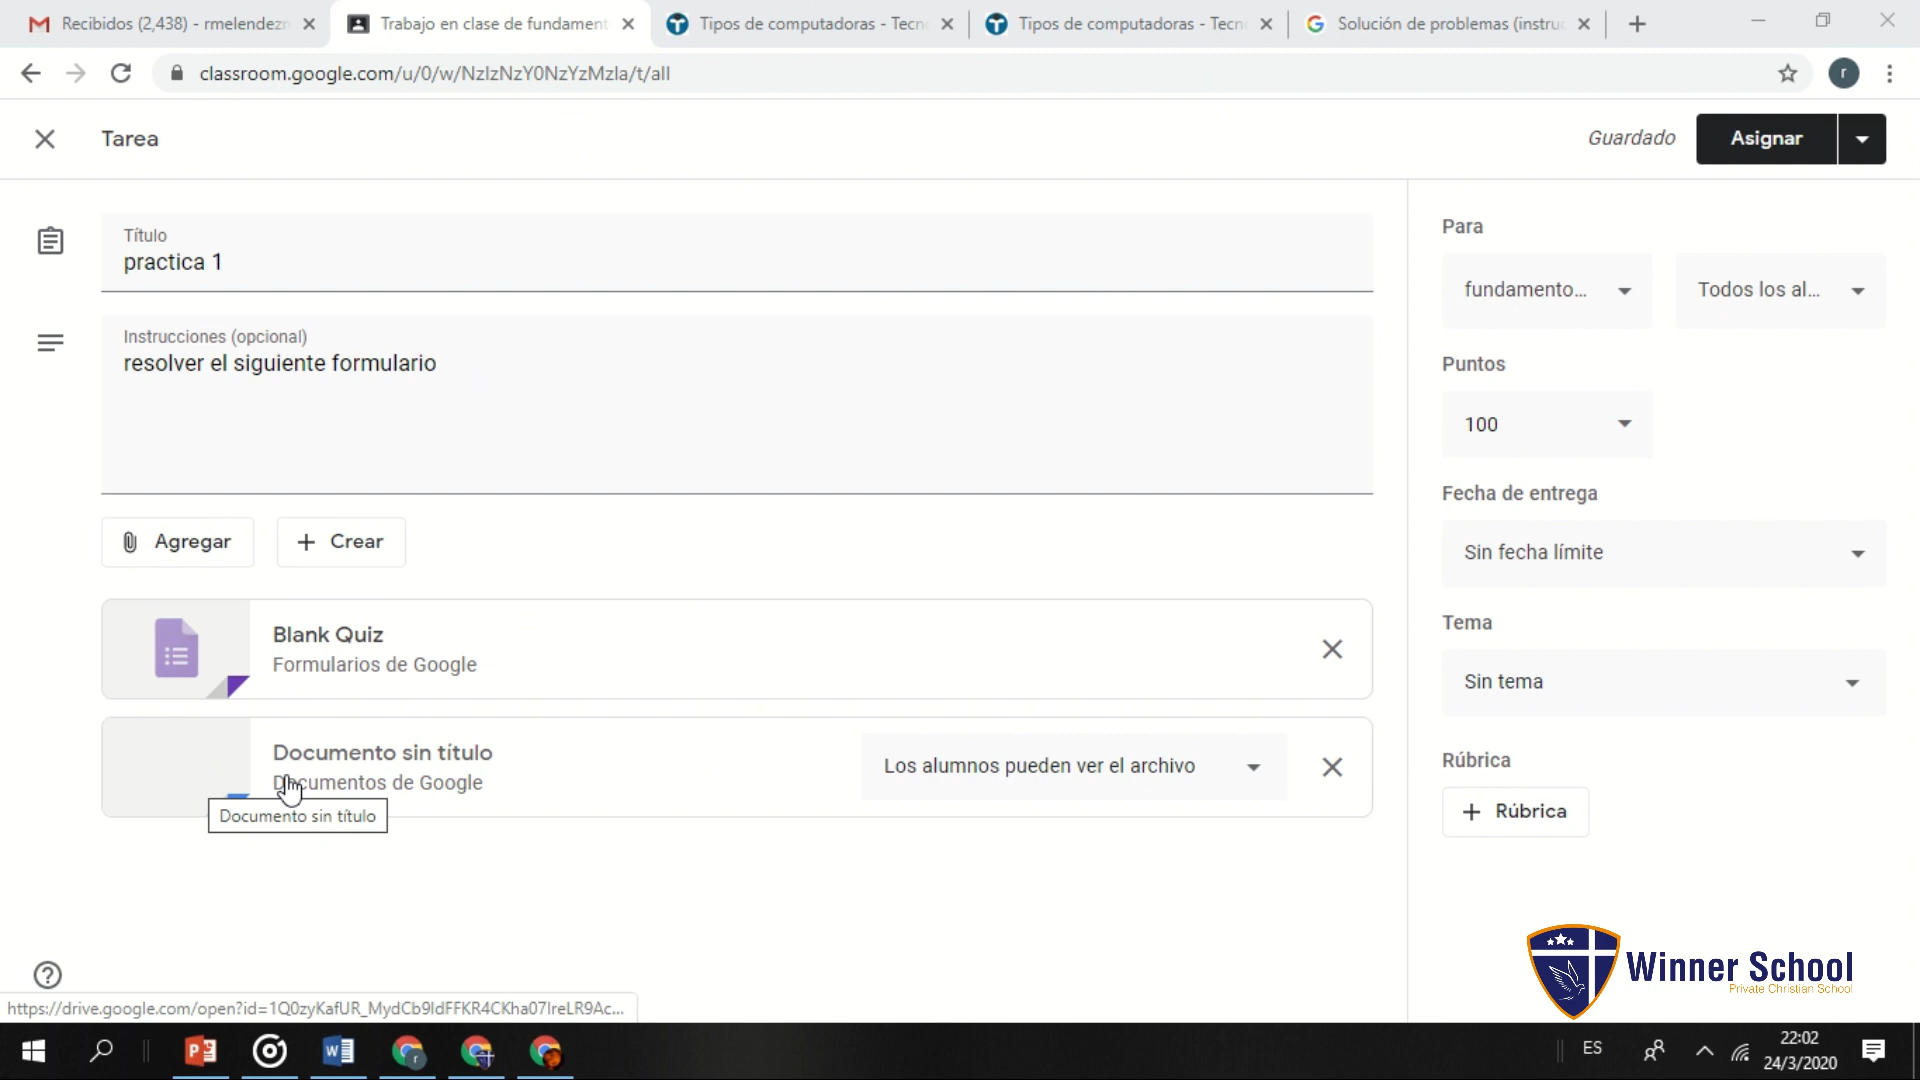 Recibidos (2,438) - rmelendezn
Trabajo en clase de fundament
Tipos de computadoras - Tecn
Tipos de computadoras - Tecn
Solución de problemas (instru
classroom.google.com/u/0/w/NzIzNzY0NzYzMzla/t/all
r
Tarea
Guardado
Asignar
Título
practica 1
Instrucciones (opcional)
resolver el siguiente formulario
Agregar
Crear
Blank Quiz
Formularios de Google
Documento sin título
Documentos de Google
Los alumnos pueden ver el archivo
Documento sin título
Para
fundamento...
Todos los al...
Puntos
100
Fecha de entrega
Sin fecha límite
Tema
Sin tema
Rúbrica
Rúbrica
Winner School
Private Christian School
https://drive.google.com/open?id=1Q0zyKafUR_MydCb9IdFFKR4CKha07IreLR9Ac...
ES
22:02
24/3/2020